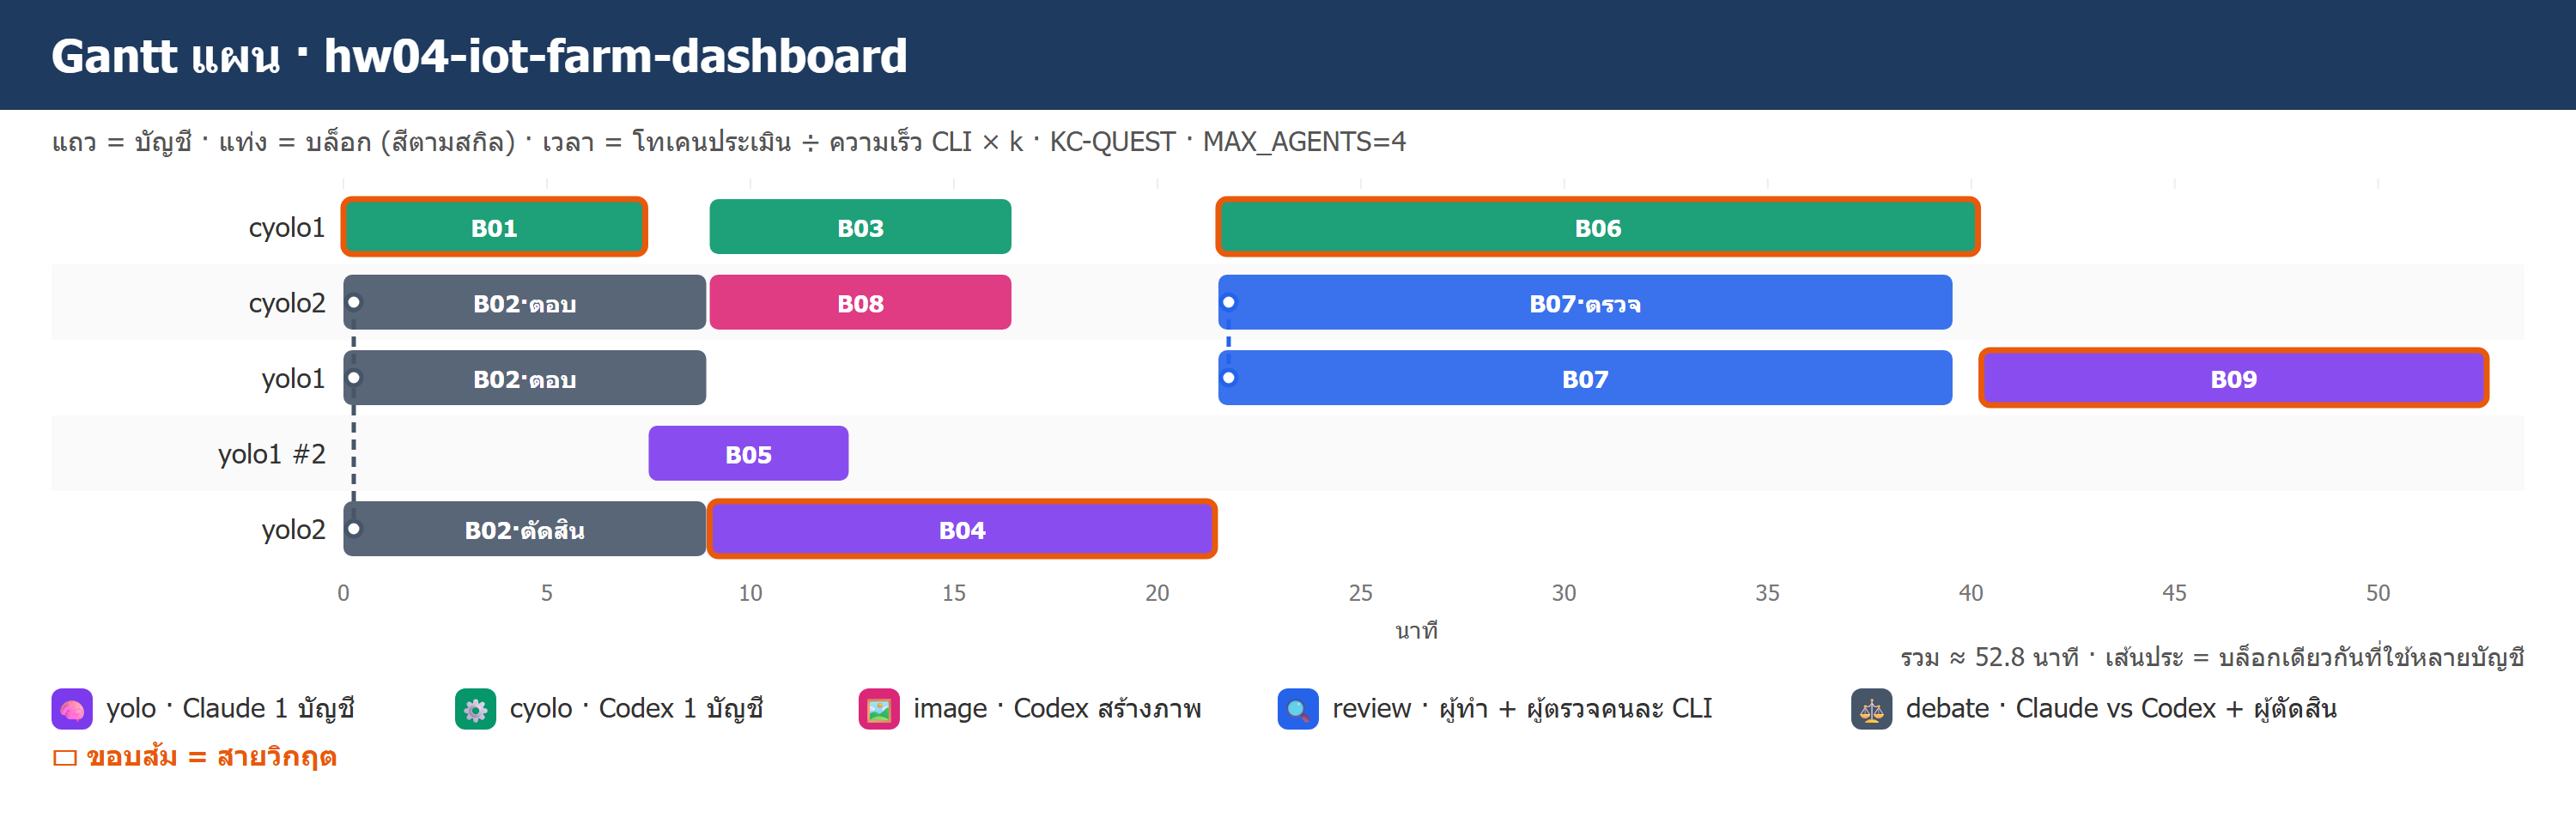 Gantt แผน · hw04-iot-farm-dashboard
แถว = บัญชี · แท่ง = บล็อก (สีตามสกิล) · เวลา = โทเคนประเมิน ÷ ความเร็ว CLI × k · KC-QUEST · MAX_AGENTS=4
cyolo1 B01 B03 B06
cyolo2 B02·ตอบ B08 B07·ตรวจ
yolo1 B02·ตอบ B07 B09
yolo1 #2 B05
yolo2 B02·ตัดสิน B04
0 5 10 15 20 25 30 35 40 45 50
นาที
รวม ≈ 52.8 นาที · เส้นประ = บล็อกเดียวกันที่ใช้หลายบัญชี
yolo · Claude 1 บัญชี cyolo · Codex 1 บัญชี image · Codex สร้างภาพ review · ผู้ทำ + ผู้ตรวจคนละ CLI debate · Claude vs Codex + ผู้ตัดสิน
ขอบส้ม = สายวิกฤต